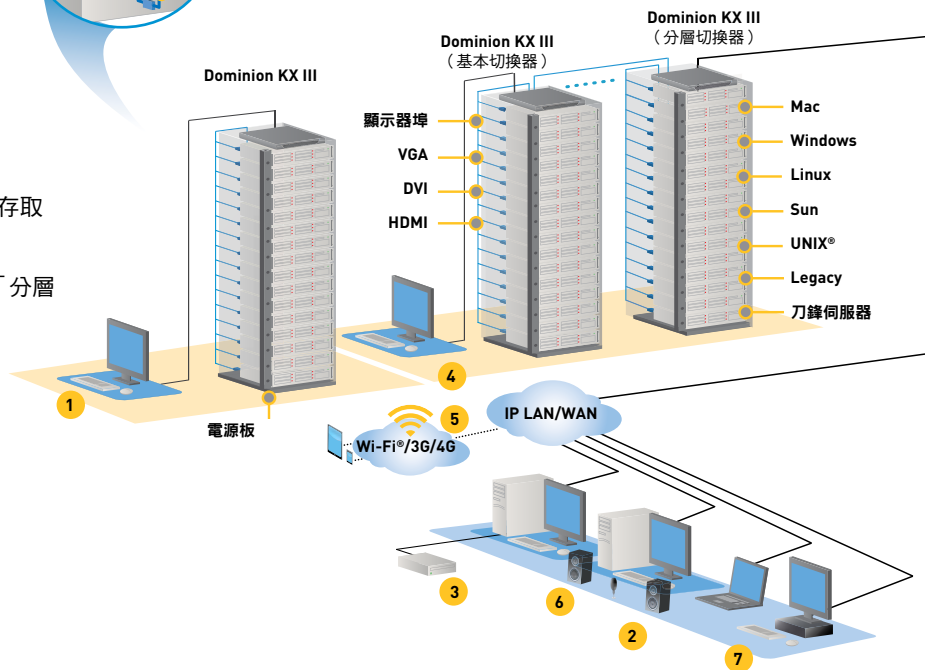 Dominion KX III
（分層切換器）
Dominion KX III
（基本切換器）
Dominion KX III
顯示器埠
VGA
DVI
HDMI
Mac
Windows
Linux
Sun
UNIX®
Legacy
刀鋒伺服器
存取
「分層
1
電源板
4
5
Wi-Fi®/3G/4G
IP LAN/WAN
3
6
2
7